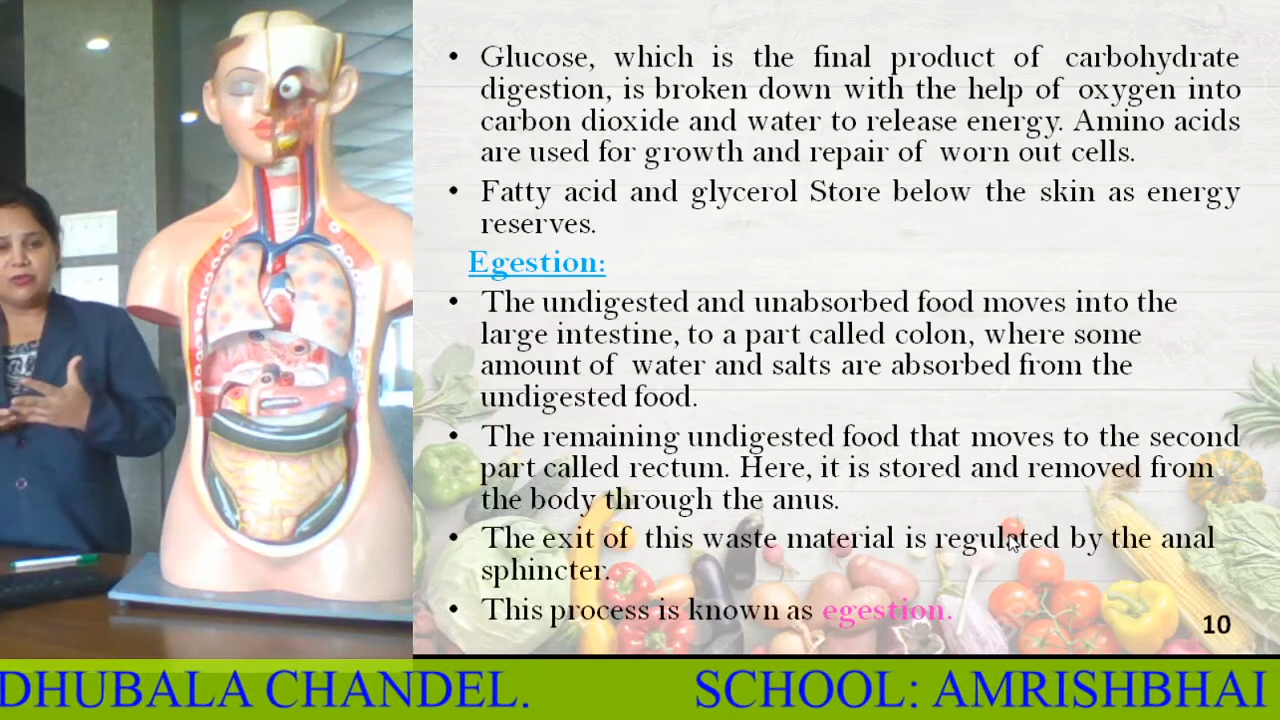 • Glucose, which is the final product of carbohydrate
digestion, is broken down with the help of oxygen into
carbon dioxide and water to release energy. Amino acids
are used for growth and repair of worn out cells.
• Fatty acid and glycerol Store below the skin as energy
reserves.
Egestion:
• The undigested and unabsorbed food moves into the
large intestine, to a part called colon, where some
amount of water and salts are absorbed from the
undigested food.
• The remaining undigested food that moves to the second
part called rectum. Here, it is stored and removed from
the body through the anus.
• The exit of this waste material is regulated by the anal
sphincter.
• This process is known as egestion.
10
DHUBALA CHANDEL. SCHOOL: AMRISHBHAI